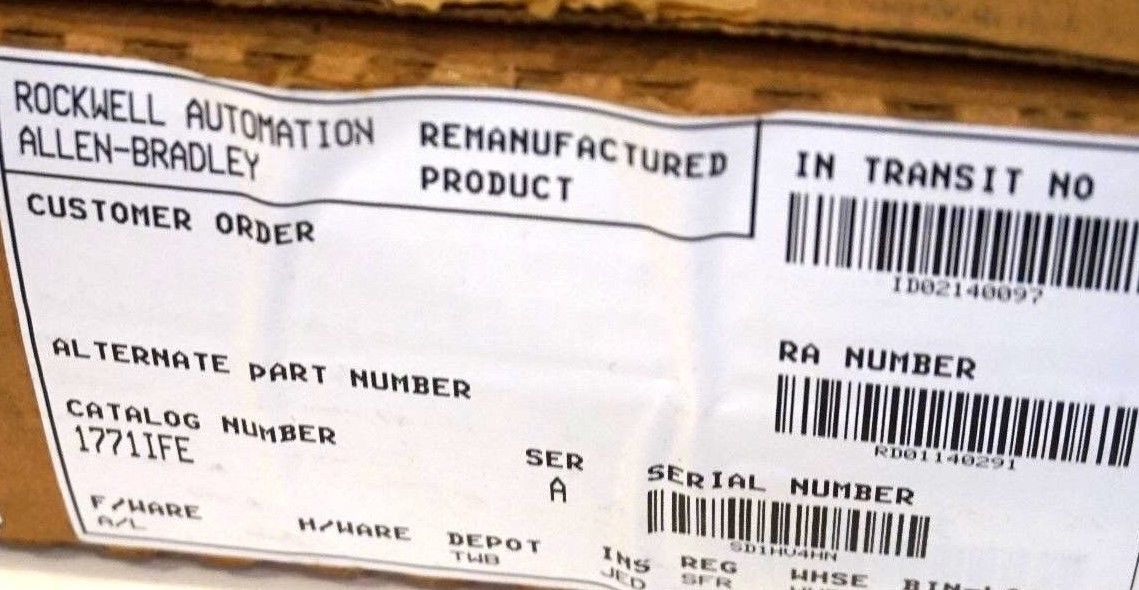 ROCKWELL AUTOMATION
ALLEN-BRADLEY
REMANUFACTURED
PRODUCT
IN TRANSIT NO
ID02140097
CUSTOMER ORDER
RA NUMBER
RD01140291
ALTERNATE PART NUMBER
CATALOG NUMBER
1771IFE
SER
A
SERIAL NUMBER
SD1HV4HN
F/WARE
A/L
H/WARE
DEPOT
TWB
INS
JED
REG
SFR
WHSE